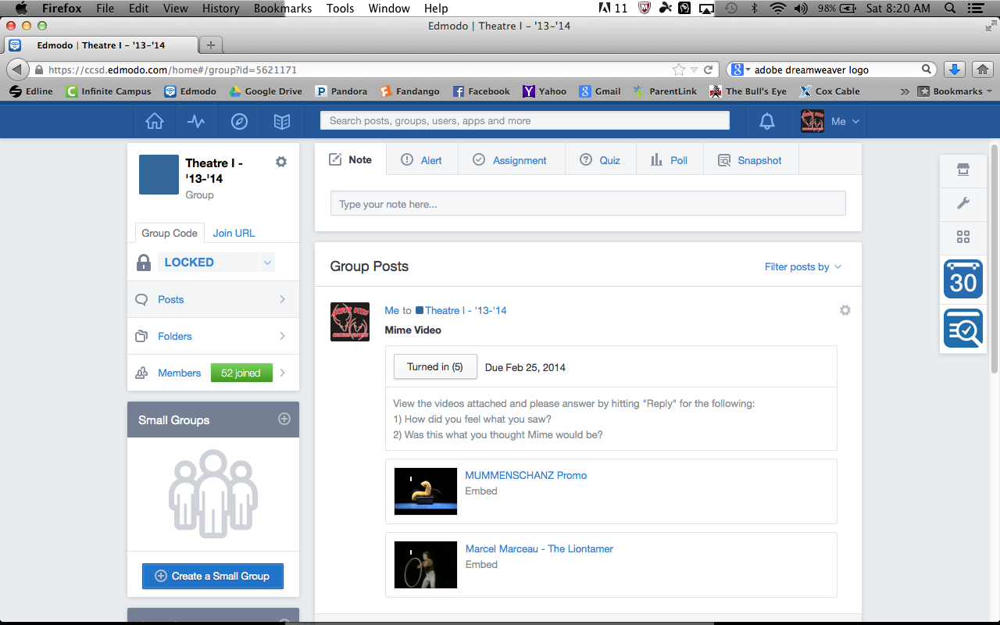 Firefox File Edit View History Bookmarks Tools Window Help 11 98% Sat 8:20 AM
Edmodo | Theatre I - '13-'14
Edmodo | Theatre I - '13-'14
https://ccsd.edmodo.com/home#/group?id=5621171 adobe dreamweaver logo
Edline Infinite Campus Edmodo Google Drive Pandora Fandango Facebook Yahoo Gmail ParentLink The Bull's Eye Cox Cable Bookmarks
Search posts, groups, users, apps and more Me
Theatre I - '13-'14
Group
Group Code Join URL
LOCKED
Posts
Folders
Members 52 joined
Small Groups
Create a Small Group
Note Alert Assignment Quiz Poll Snapshot
Type your note here...
Group Posts Filter posts by
Me to Theatre I - '13-'14
Mime Video
Turned in (5) Due Feb 25, 2014
View the videos attached and please answer by hitting "Reply" for the following:
1) How did you feel what you saw?
2) Was this what you thought Mime would be?
MUMMENSCHANZ Promo
Embed
Marcel Marceau - The Liontamer
Embed
30